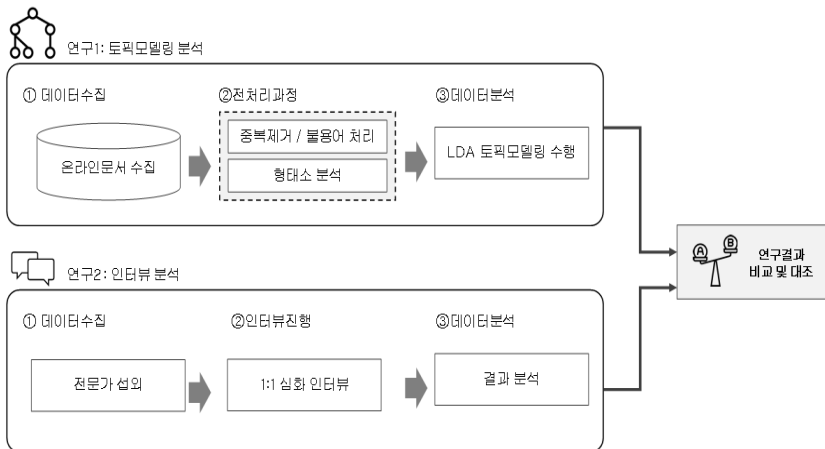 연구1: 토픽모델링 분석
① 데이터수집
②전처리과정
③데이터분석
온라인문서 수집
중복제거 / 불용어 처리
형태소 분석
LDA 토픽모델링 수행
A
B
연구결과
비교 및 대조
연구2: 인터뷰 분석
① 데이터수집
②인터뷰진행
③데이터분석
전문가 섭외
1:1 심화 인터뷰
결과 분석